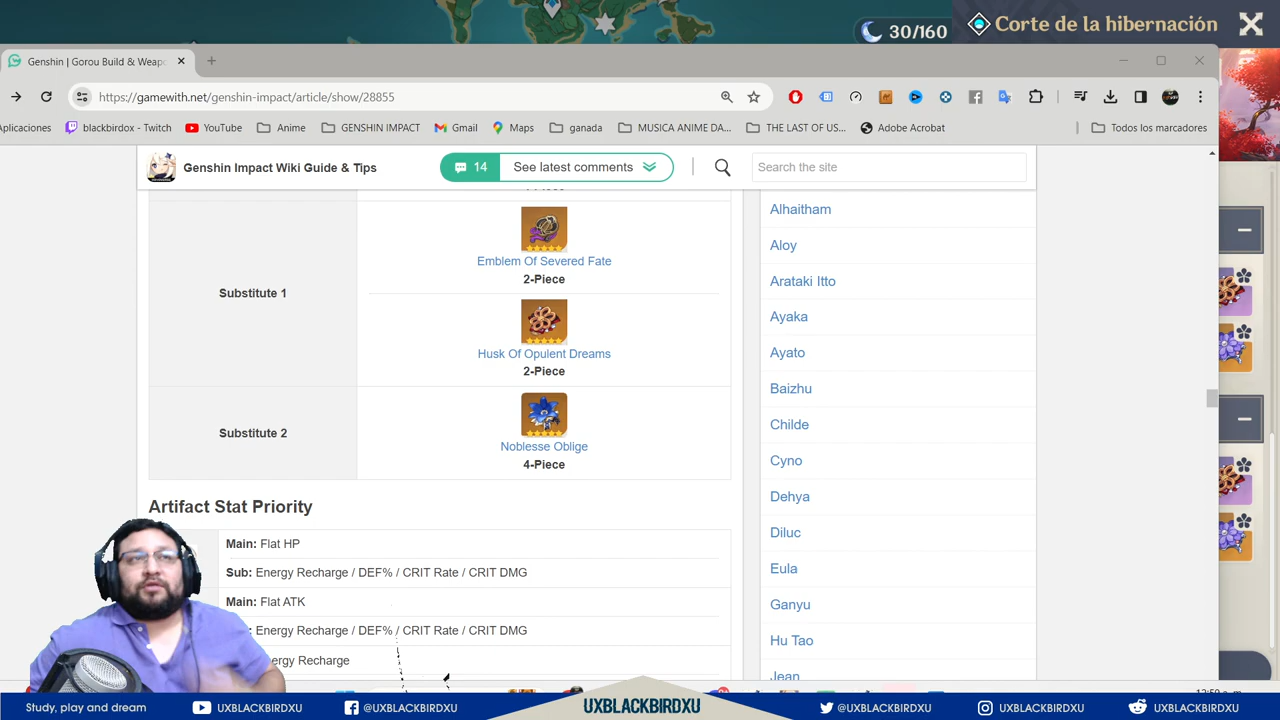 30/160
Corte de la hibernación
Genshin | Gorou Build & Weapo
https://gamewith.net/genshin-impact/article/show/28855
Aplicaciones blackbirdox - Twitch YouTube Anime GENSHIN IMPACT Gmail Maps ganada MUSICA ANIME DA... THE LAST OF US... Adobe Acrobat Todos los marcadores
Genshin Impact Wiki Guide & Tips
14 See latest comments
Search the site
Substitute 1
Emblem Of Severed Fate
2-Piece
Husk Of Opulent Dreams
2-Piece
Substitute 2
Noblesse Oblige
4-Piece
Artifact Stat Priority
Main: Flat HP
Sub: Energy Recharge / DEF% / CRIT Rate / CRIT DMG
Main: Flat ATK
Energy Recharge / DEF% / CRIT Rate / CRIT DMG
ergy Recharge
Alhaitham
Aloy
Arataki Itto
Ayaka
Ayato
Baizhu
Childe
Cyno
Dehya
Diluc
Eula
Ganyu
Hu Tao
Jean
Study, play and dream
UXBLACKBIRDXU
@UXBLACKBIRDXU
UXBLACKBIRDXU
@UXBLACKBIRDXU
UXBLACKBIRDXU
UXBLACKBIRDXU